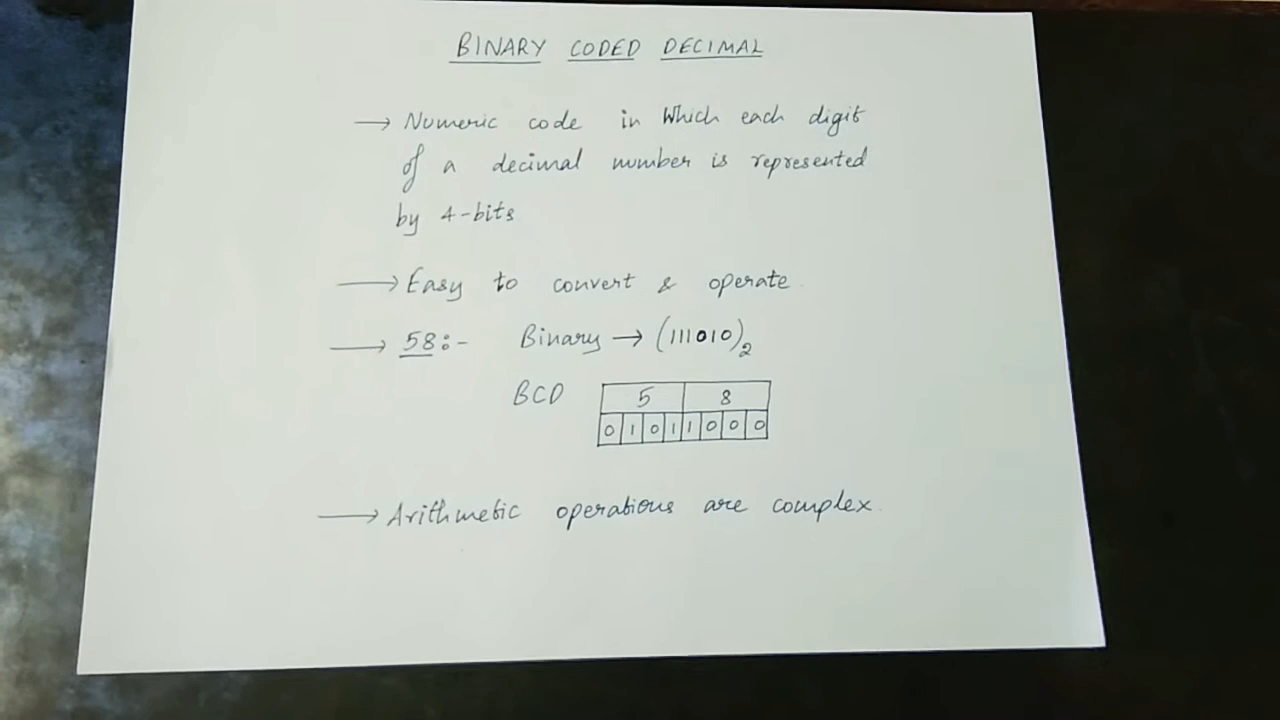 BINARY CODED DECIMAL
→ Numeric code in Which each digit
of a decimal number is represented
by 4-bits
→ Easy to convert & operate
→ 58:- Binary → (111010)₂
BCD 5 8
0 1 0 1 1 0 0 0
→ Arithmetic operations are complex.